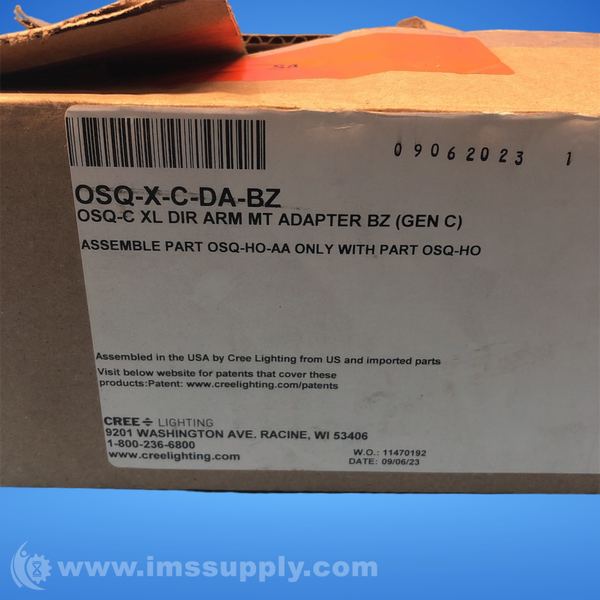 SA
09062023 1
OSQ-X-C-DA-BZ
OSQ-C XL DIR ARM MT ADAPTER BZ (GEN C)
ASSEMBLE PART OSQ-HO-AA ONLY WITH PART OSQ-HO
Assembled in the USA by Cree Lighting from US and imported parts
Visit below website for patents that cover these
products:Patent: www.creelighting.com/patents
CREE LIGHTING
9201 WASHINGTON AVE. RACINE, WI 53406
1-800-236-6800
www.creelighting.com
W.O.: 11470192
DATE: 09/06/23
www.imssupply.com